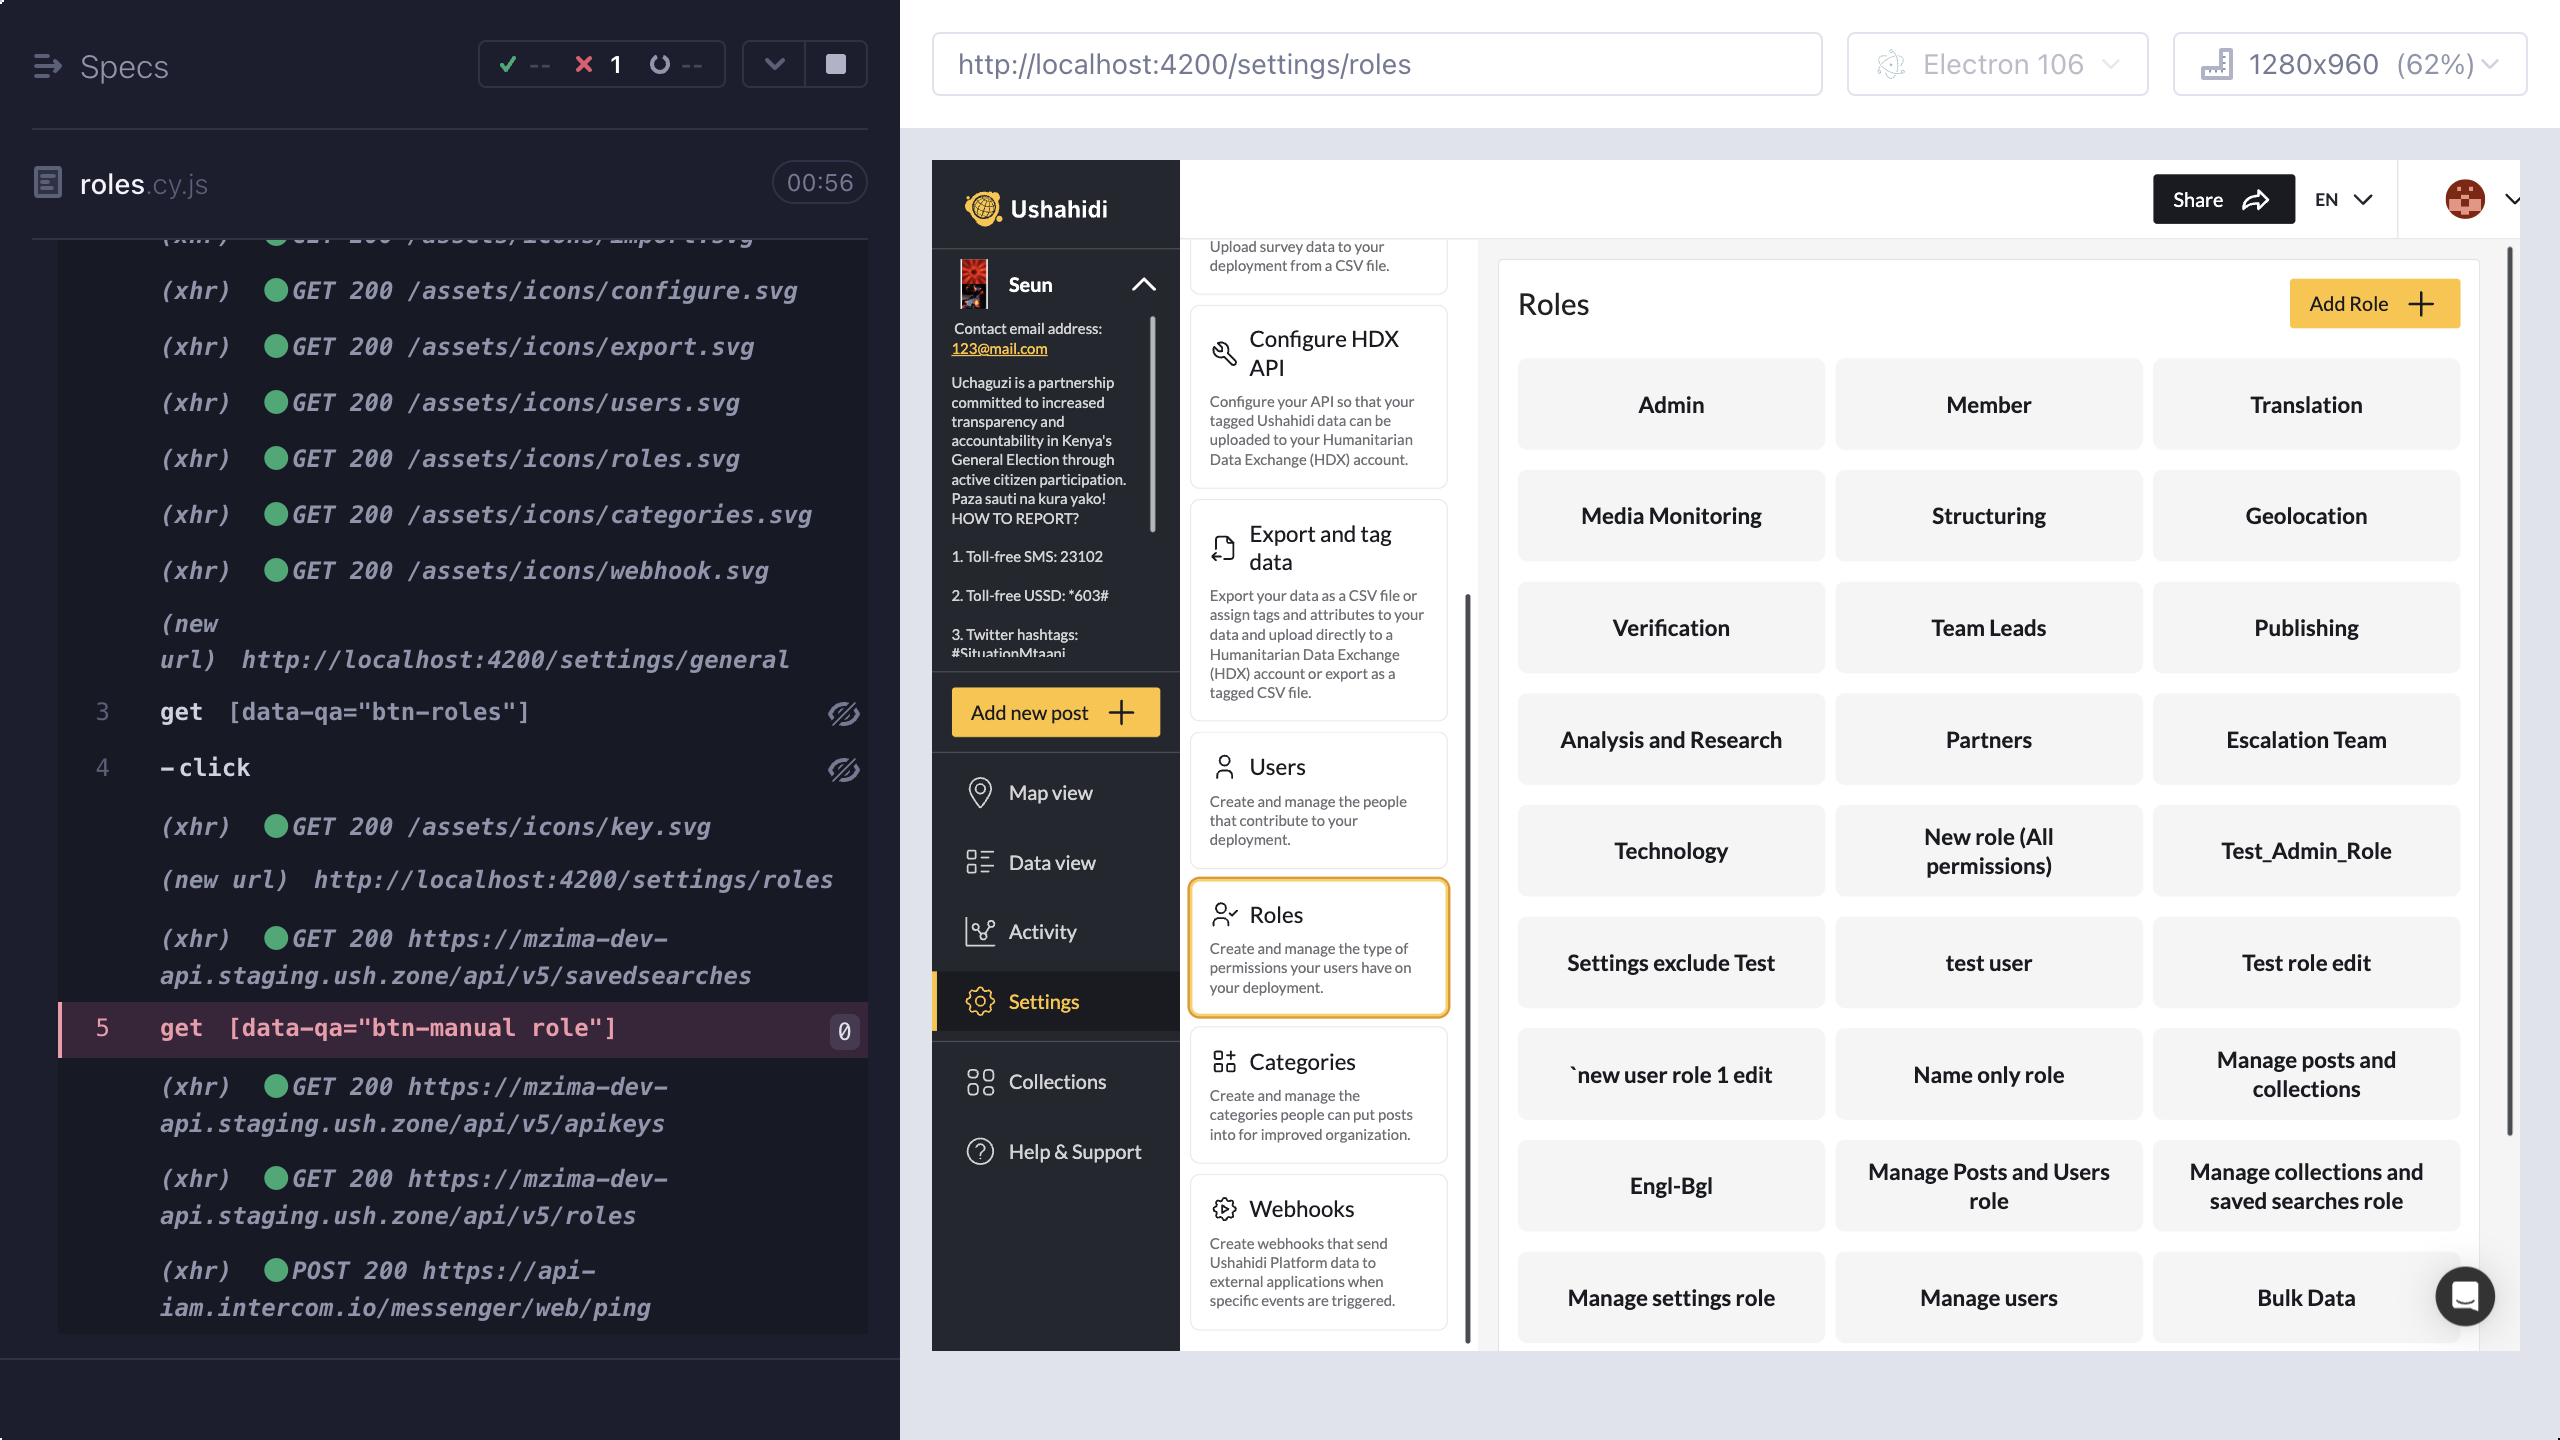 Specs
--
1
--
roles.cy.js
00:56
(xhr) GET 200 /assets/icons/import.svg
(xhr) GET 200 /assets/icons/configure.svg
(xhr) GET 200 /assets/icons/export.svg
(xhr) GET 200 /assets/icons/users.svg
(xhr) GET 200 /assets/icons/roles.svg
(xhr) GET 200 /assets/icons/categories.svg
(xhr) GET 200 /assets/icons/webhook.svg
(new
url) http://localhost:4200/settings/general
3 get [data-qa="btn-roles"]
4 -click
(xhr) GET 200 /assets/icons/key.svg
(new url) http://localhost:4200/settings/roles
(xhr) GET 200 https://mzima-dev-
api.staging.ush.zone/api/v5/savedsearches
5 get [data-qa="btn-manual role"] 0
(xhr) GET 200 https://mzima-dev-
api.staging.ush.zone/api/v5/apikeys
(xhr) GET 200 https://mzima-dev-
api.staging.ush.zone/api/v5/roles
(xhr) POST 200 https://api-
iam.intercom.io/messenger/web/ping
http://localhost:4200/settings/roles
Electron 106
1280x960 (62%)
Ushahidi
Seun
Contact email address:
123@mail.com
Uchaguzi is a partnership
committed to increased
transparency and
accountability in Kenya's
General Election through
active citizen participation.
Paza sauti na kura yako!
HOW TO REPORT?
1. Toll-free SMS: 23102
2. Toll-free USSD: *603#
3. Twitter hashtags:
#SituationMtaani
Add new post
Map view
Data view
Activity
Settings
Collections
Help & Support
Share
EN
Upload survey data to your
deployment from a CSV file.
Configure HDX
API
Configure your API so that your
tagged Ushahidi data can be
uploaded to your Humanitarian
Data Exchange (HDX) account.
Export and tag
data
Export your data as a CSV file or
assign tags and attributes to your
data and upload directly to a
Humanitarian Data Exchange
(HDX) account or export as a
tagged CSV file.
Users
Create and manage the people
that contribute to your
deployment.
Roles
Create and manage the type of
permissions your users have on
your deployment.
Categories
Create and manage the
categories people can put posts
into for improved organization.
Webhooks
Create webhooks that send
Ushahidi Platform data to
external applications when
specific events are triggered.
Roles
Add Role
Admin
Member
Translation
Media Monitoring
Structuring
Geolocation
Verification
Team Leads
Publishing
Analysis and Research
Partners
Escalation Team
Technology
New role (All
permissions)
Test_Admin_Role
Settings exclude Test
test user
Test role edit
`new user role 1 edit
Name only role
Manage posts and
collections
Engl-Bgl
Manage Posts and Users
role
Manage collections and
saved searches role
Manage settings role
Manage users
Bulk Data